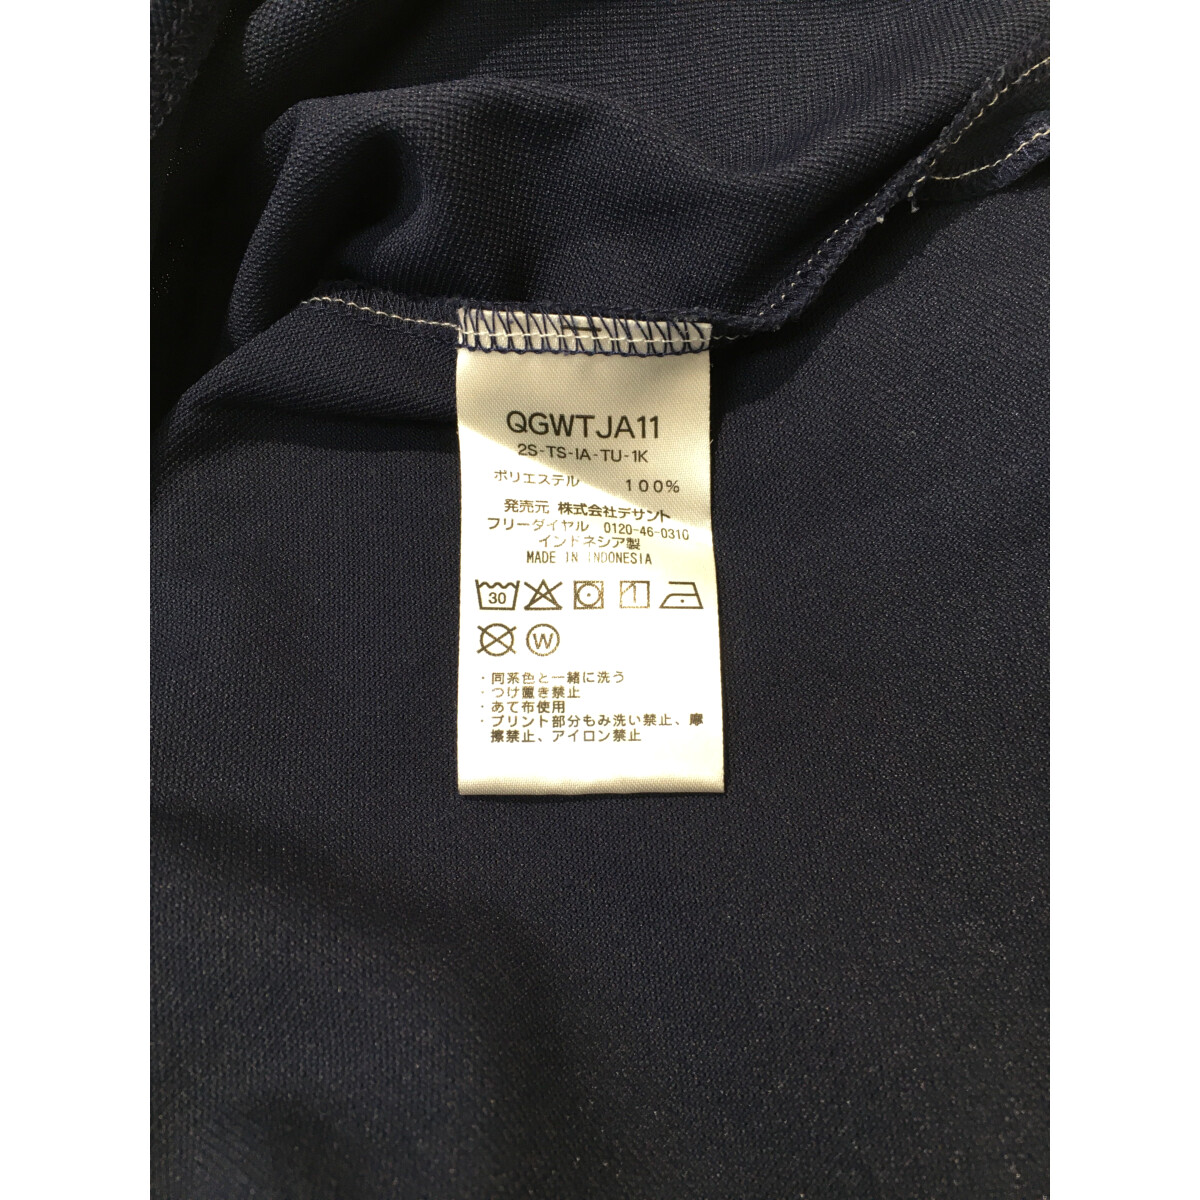 QGWTJA11
2S-TS-IA-TU-1K
ポリエステル 100%
発売元 株式会社デサント
フリーダイヤル 0120-46-0310
インドネシア製
MADE IN INDONESIA
30
W
・同系色と一緒に洗う
・つけ置き禁止
・あて布使用
・プリント部分もみ洗い禁止、摩
擦禁止、アイロン禁止